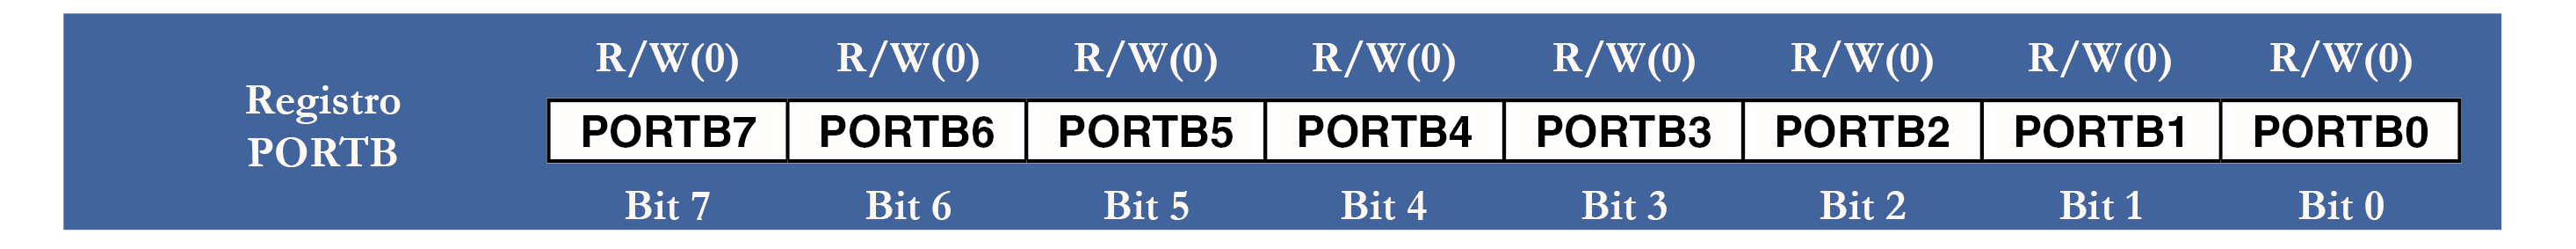 R/W(0) R/W(0) R/W(0) R/W(0) R/W(0) R/W(0) R/W(0) R/W(0)
Registro
PORTB
PORTB7 PORTB6 PORTB5 PORTB4 PORTB3 PORTB2 PORTB1 PORTB0
Bit 7 Bit 6 Bit 5 Bit 4 Bit 3 Bit 2 Bit 1 Bit 0